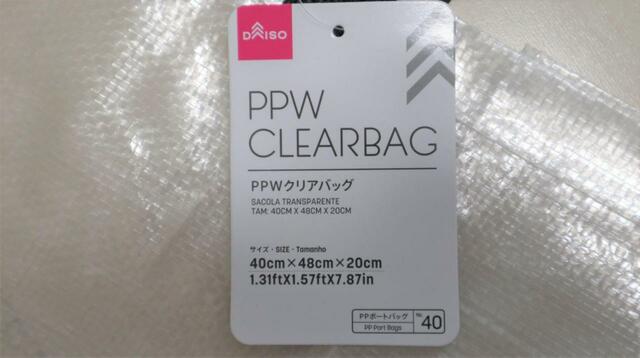 DAISO
PPW
CLEARBAG
PPWクリアバッグ
SACOLA TRANSPARENTE
TAM: 40CM X 48CM X 20CM
サイズ・SIZE・Tamanho
40cm×48cm×20cm
1.31ftX1.57ftX7.87in
PPポートバッグ
PP Port Bags
No. 40